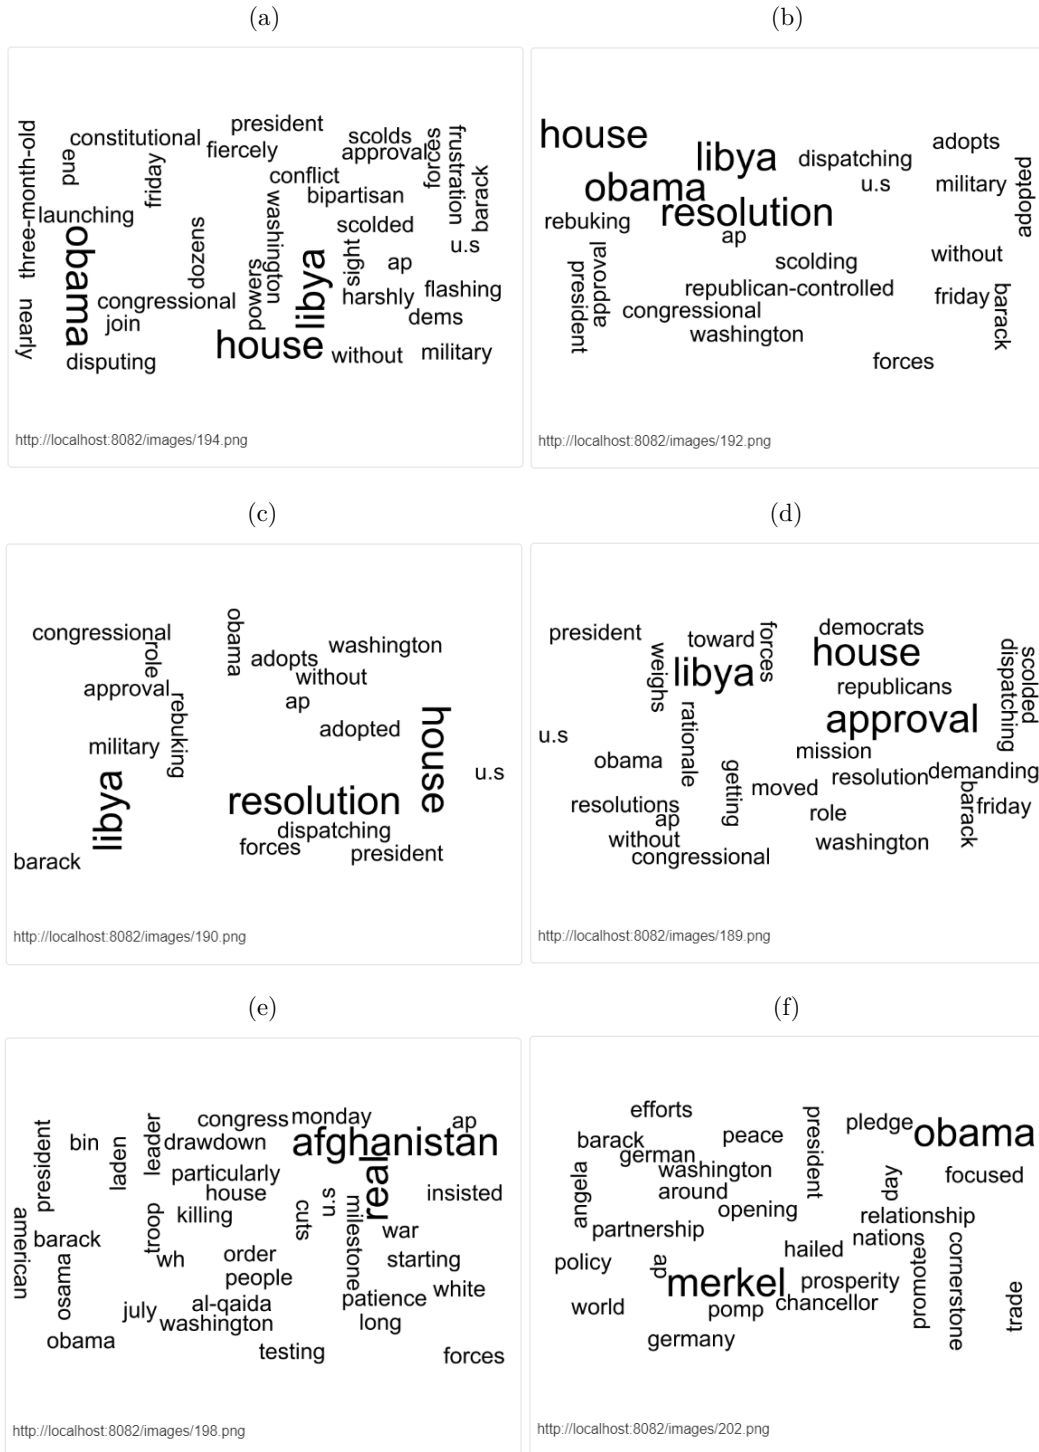 (a)
president
constitutional
scolds
fiercely
approval
forces
frustration
three-month-old
end
friday
conflict
bipartisan
barack
launching
washington
scolded
obama
dozens
u.s
sight
ap
powers
libya
harshly
flashing
congressional
nearly
join
dems
house
without
military
disputing
http://localhost:8082/images/194.png
(b)
house
libya
dispatching
adopts
obama
u.s
military
adopted
resolution
rebuking
ap
without
approval
president
scolding
republican-controlled
friday
barack
congressional
washington
forces
http://localhost:8082/images/192.png
(c)
congressional
role
obama
washington
adopts
without
approval
rebuking
ap
adopted
military
house
u.s
libya
resolution
dispatching
forces
president
barack
http://localhost:8082/images/190.png
(d)
president
weighs
toward
forces
democrats
house
libya
scolded
dispatching
republicans
rationale
approval
u.s
mission
obama
getting
moved
resolution
demanding
barack
friday
resolutions
ap
role
without
washington
congressional
http://localhost:8082/images/189.png
(e)
president
congress
monday
ap
bin
laden
leader
drawdown
afghanistan
particularly
real
house
insisted
american
troop
killing
cuts
u.s
milestone
war
barack
wh
order
starting
osama
people
white
july
al-qaida
patience
washington
long
obama
testing
forces
http://localhost:8082/images/198.png
(f)
efforts
president
pledge
obama
barack
peace
german
angela
washington
day
focused
around
opening
relationship
partnership
nations
hailed
promote
cornerstone
policy
ap
merkel
prosperity
trade
world
pomp
chancellor
germany
http://localhost:8082/images/202.png